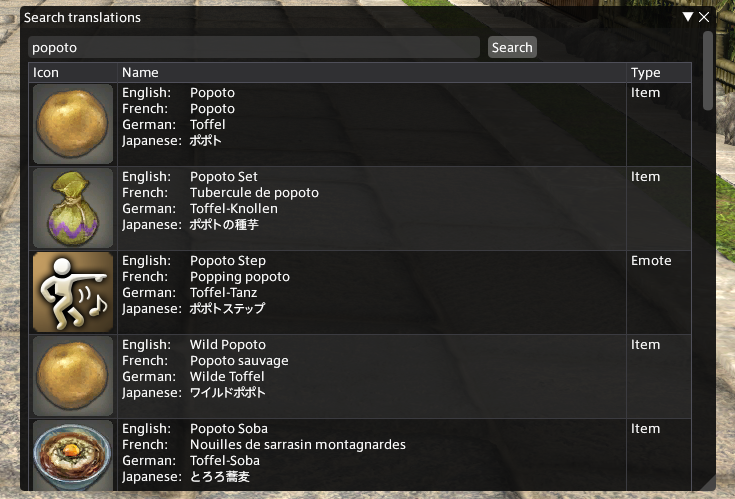 Search translations
popoto Search
Icon Name Type
English: Popoto Item
French: Popoto
German: Toffel
Japanese: ポポト
English: Popoto Set Item
French: Tubercule de popoto
German: Toffel-Knollen
Japanese: ポポトの種芋
English: Popoto Step Emote
French: Popping popoto
German: Toffel-Tanz
Japanese: ポポトステップ
English: Wild Popoto Item
French: Popoto sauvage
German: Wilde Toffel
Japanese: ワイルドポポト
English: Popoto Soba Item
French: Nouilles de sarrasin montagnardes
German: Toffel-Soba
Japanese: とろろ蕎麦